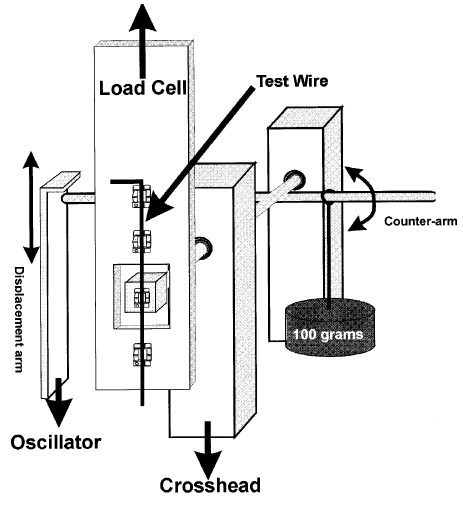 Load Cell
Test Wire
Counter-arm
Displacement arm
100 grams
Oscillator
Crosshead